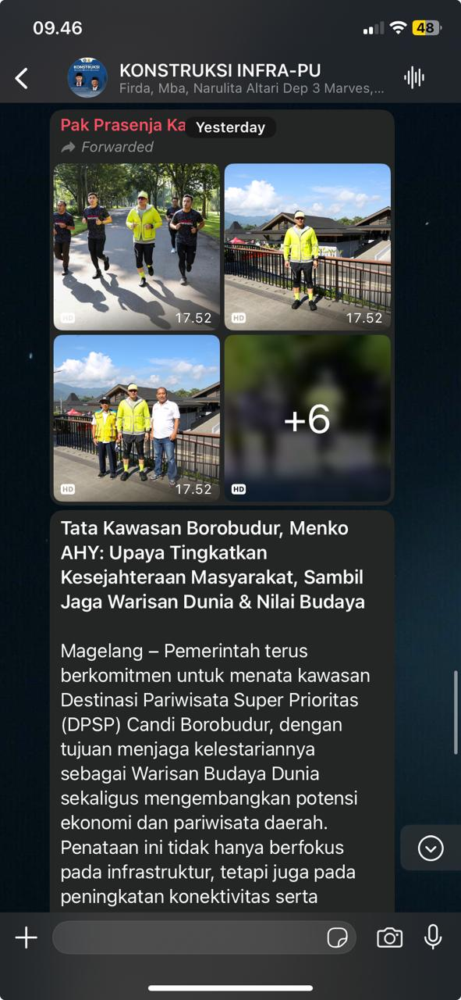 09.46
48
KONSTRUKSI INFRA-PU
Firda, Mba, Narulita Altari Dep 3 Marves,...
KONSTRUKSI
Pak Prasenja Ka
Yesterday
Forwarded
HD 17.52
HD 17.52
HD 17.52
+6
HD
Tata Kawasan Borobudur, Menko
AHY: Upaya Tingkatkan
Kesejahteraan Masyarakat, Sambil
Jaga Warisan Dunia & Nilai Budaya
Magelang – Pemerintah terus
berkomitmen untuk menata kawasan
Destinasi Pariwisata Super Prioritas
(DPSP) Candi Borobudur, dengan
tujuan menjaga kelestariannya
sebagai Warisan Budaya Dunia
sekaligus mengembangkan potensi
ekonomi dan pariwisata daerah.
Penataan ini tidak hanya berfokus
pada infrastruktur, tetapi juga pada
peningkatan konektivitas serta